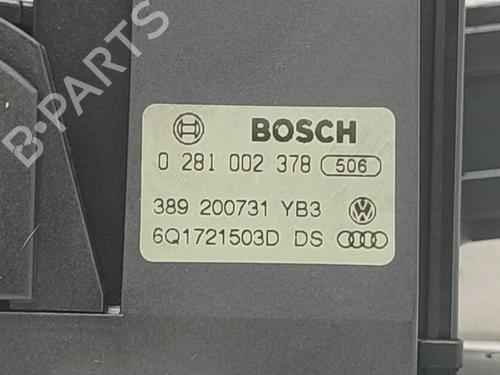 B·PARTS
BOSCH
0 281 002 378 506
389 200731 YB3
6Q1721503D DS